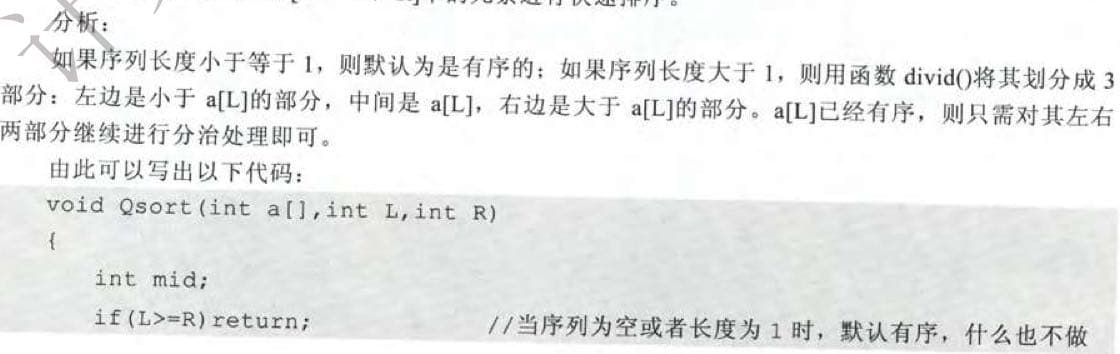 分析：
如果序列长度小于等于 1，则默认为是有序的；如果序列长度大于 1，则用函数 divid()将其划分成 3
部分：左边是小于 a[L]的部分，中间是 a[L]，右边是大于 a[L]的部分。a[L]已经有序，则只需对其左右
两部分继续进行分治处理即可。
由此可以写出以下代码：
void Qsort(int a[],int L,int R)
{
int mid;
if(L>=R)return; //当序列为空或者长度为 1 时，默认有序，什么也不做